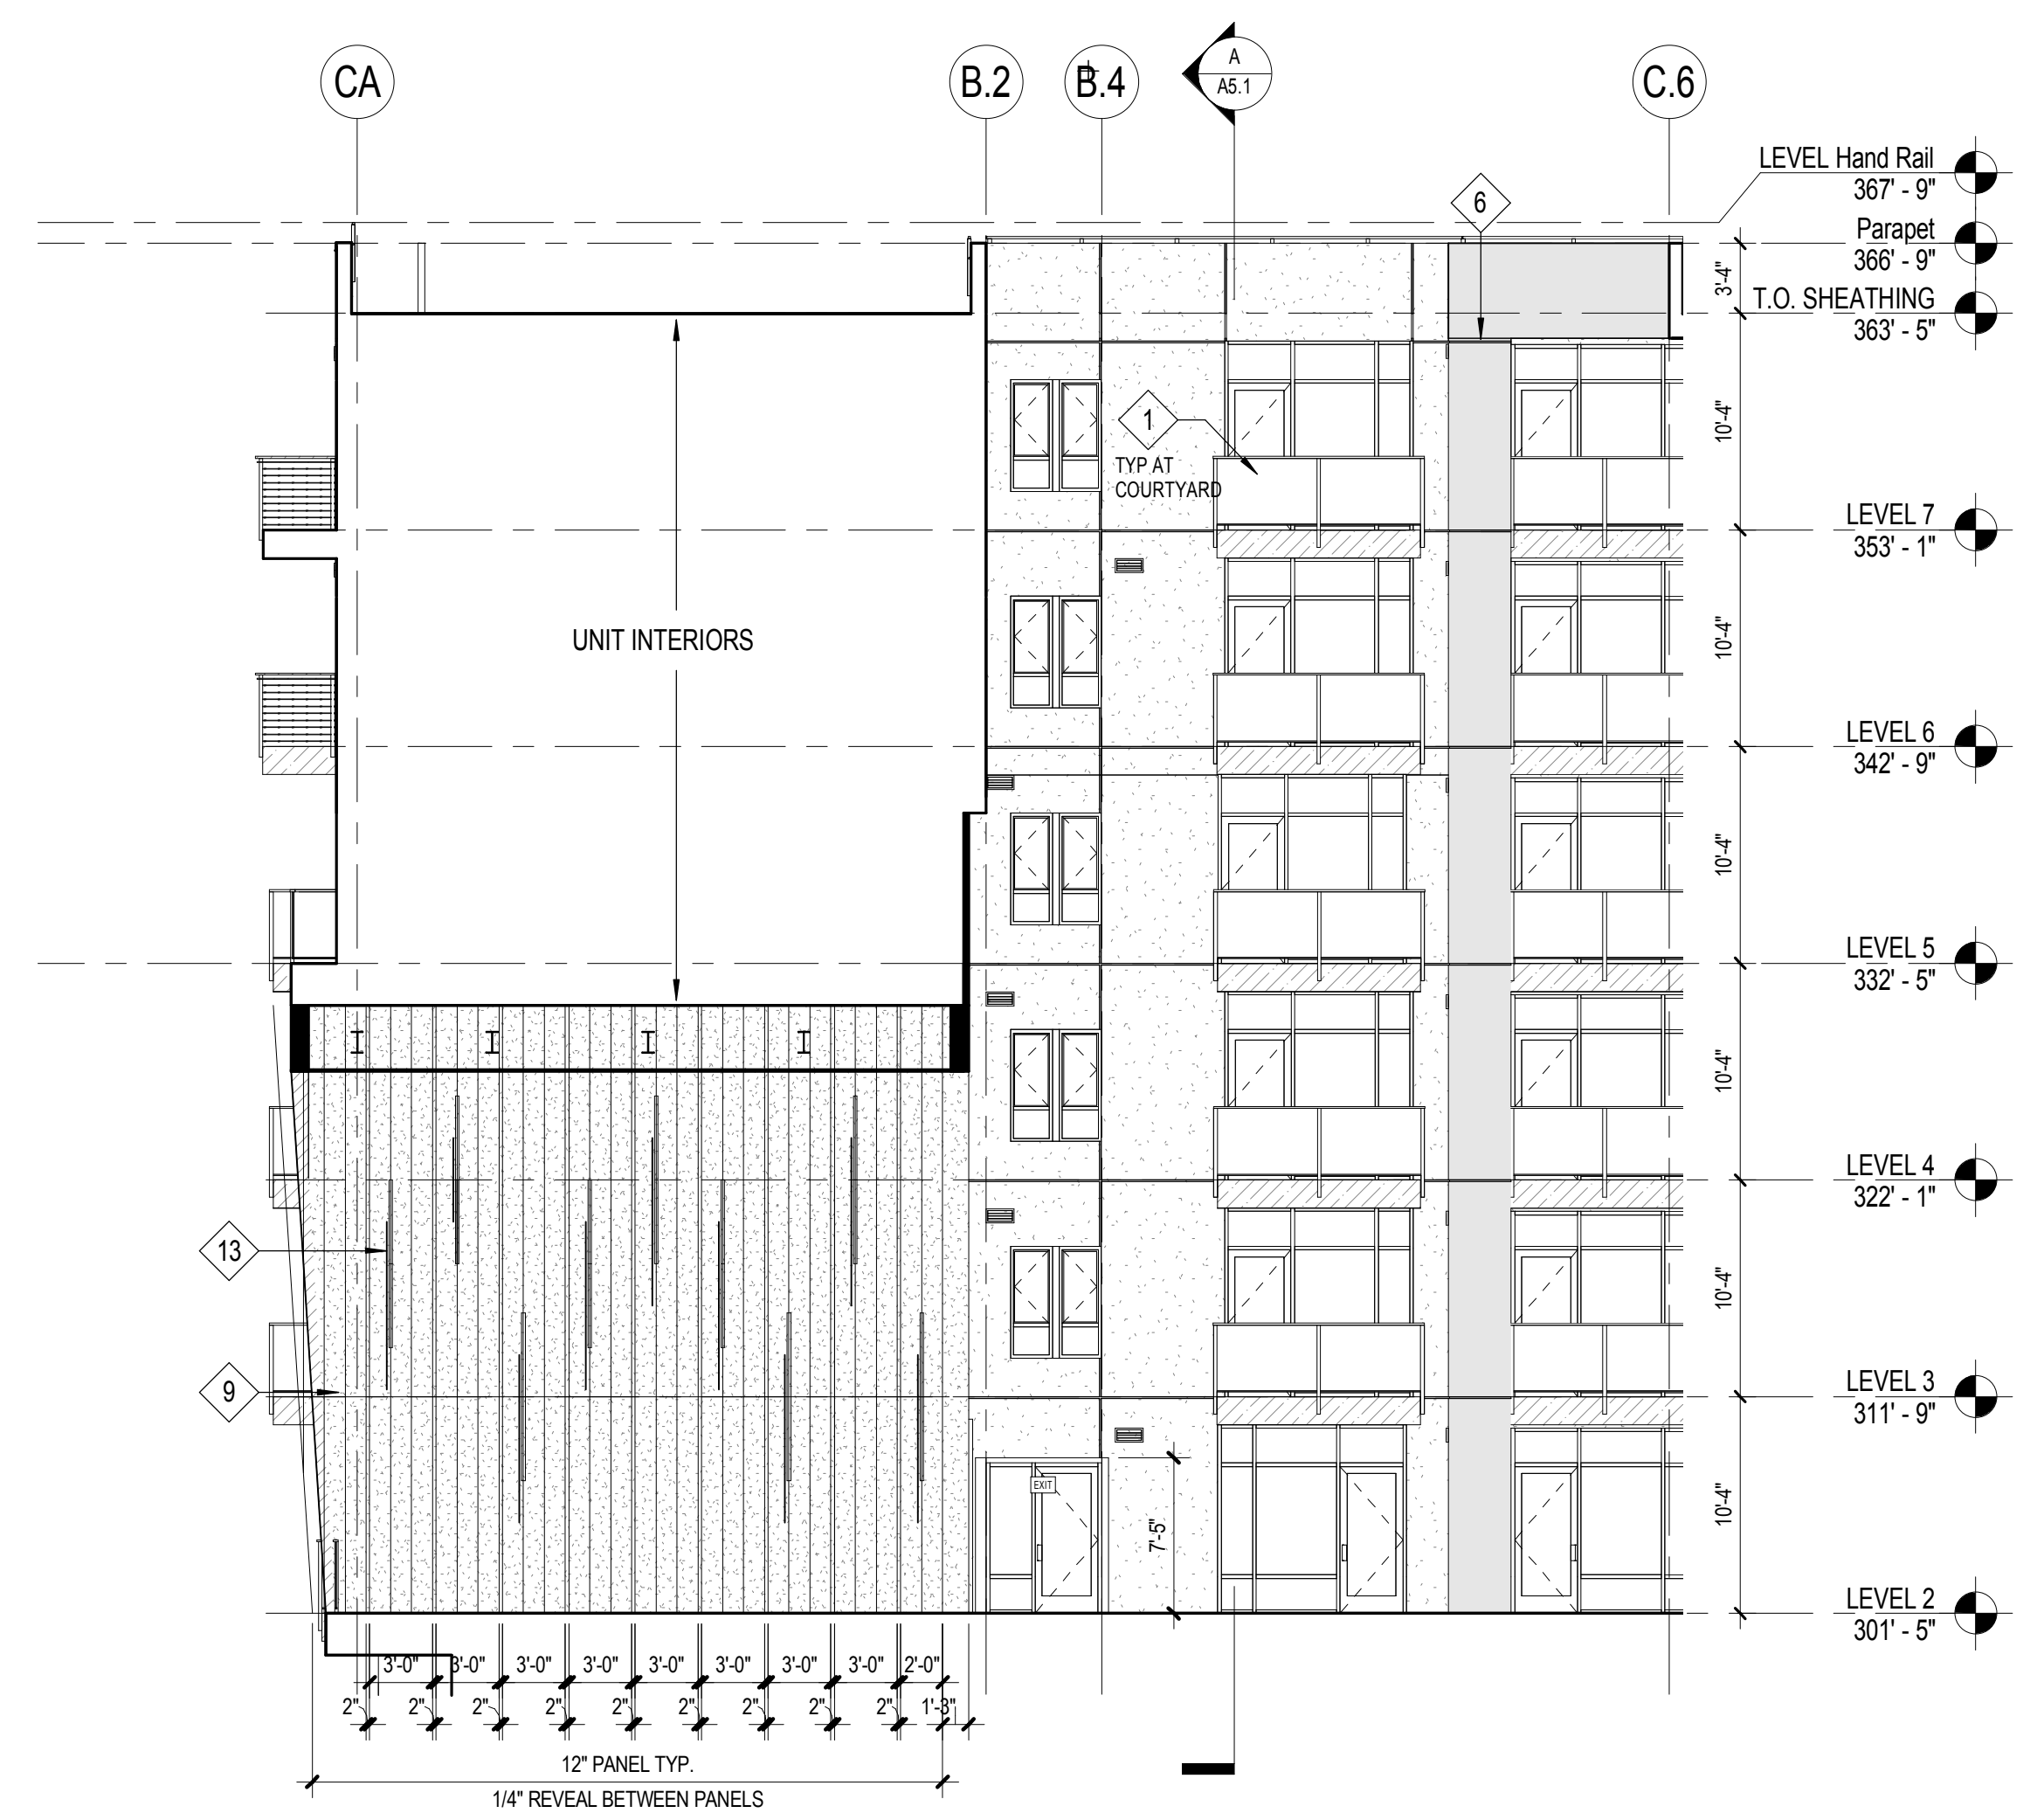 CA
B.2
B.4
A
A5.1
C.6
LEVEL Hand Rail
367' - 9"
6
Parapet
366' - 9"
3'-4"
T.O. SHEATHING
363' - 5"
10'-4"
1
TYP AT
COURTYARD
LEVEL 7
353' - 1"
UNIT INTERIORS
10'-4"
LEVEL 6
342' - 9"
10'-4"
LEVEL 5
332' - 5"
10'-4"
LEVEL 4
322' - 1"
13
10'-4"
9
LEVEL 3
311' - 9"
EXIT
7'-5"
10'-4"
LEVEL 2
301' - 5"
3'-0" 3'-0" 3'-0" 3'-0" 3'-0" 3'-0" 3'-0" 3'-0" 2'-0"
2" 2" 2" 2" 2" 2" 2" 2" 2" 1'-3"
12" PANEL TYP.
1/4" REVEAL BETWEEN PANELS